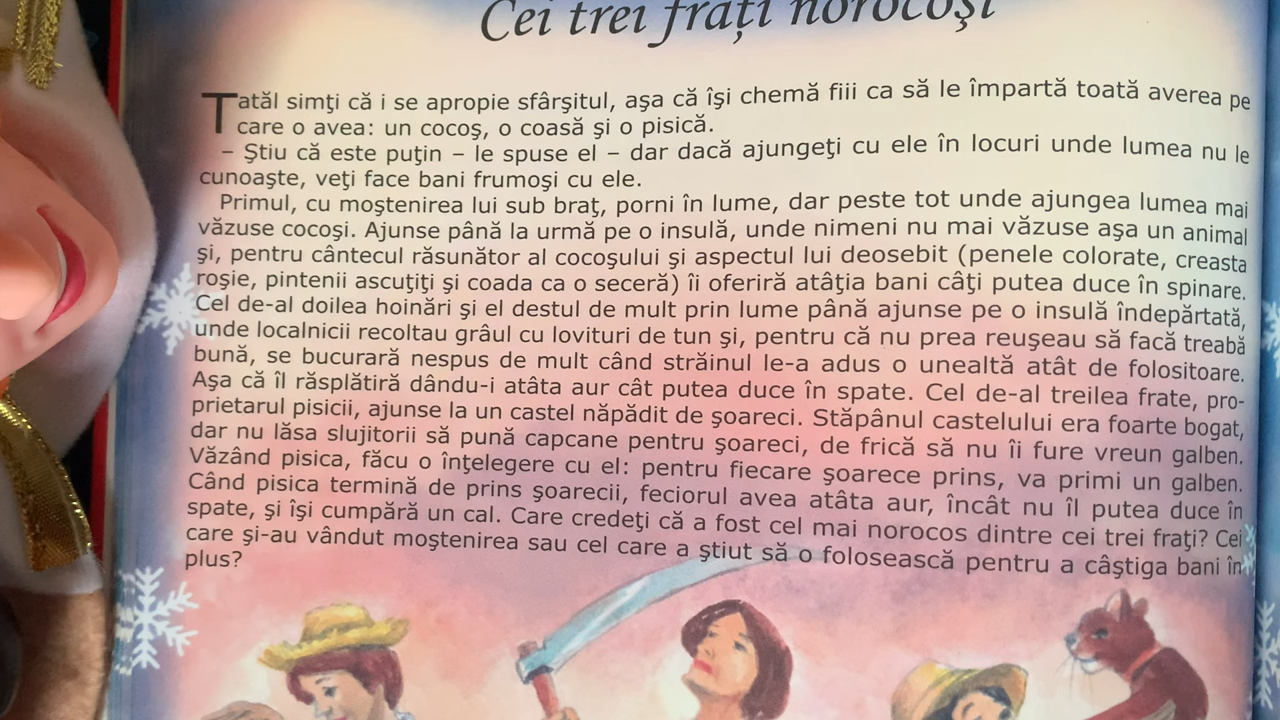 Cei trei frați norocoși
Tatăl simţi că i se apropie sfârşitul, aşa că îşi chemă fiii ca să le împartă toată averea pe
care o avea: un cocoş, o coasă şi o pisică.
– Ştiu că este puţin – le spuse el – dar dacă ajungeţi cu ele în locuri unde lumea nu le
cunoaşte, veţi face bani frumoşi cu ele.
Primul, cu moştenirea lui sub braţ, porni în lume, dar peste tot unde ajungea lumea mai
văzuse cocoşi. Ajunse până la urmă pe o insulă, unde nimeni nu mai văzuse aşa un animal
şi, pentru cântecul răsunător al cocoşului şi aspectul lui deosebit (penele colorate, creasta
roşie, pintenii ascuţiţi şi coada ca o seceră) îi oferiră atâţia bani câţi putea duce în spinare.
Cel de-al doilea hoinări şi el destul de mult prin lume până ajunse pe o insulă îndepărtată,
unde localnicii recoltau grâul cu lovituri de tun şi, pentru că nu prea reuşeau să facă treabă
bună, se bucurară nespus de mult când străinul le-a adus o unealtă atât de folositoare.
Aşa că îl răsplătiră dându-i atâta aur cât putea duce în spate. Cel de-al treilea frate, pro-
prietarul pisicii, ajunse la un castel năpădit de şoareci. Stăpânul castelului era foarte bogat,
dar nu lăsa slujitorii să pună capcane pentru şoareci, de frică să nu îi fure vreun galben.
Văzând pisica, făcu o înţelegere cu el: pentru fiecare şoarece prins, va primi un galben.
Când pisica termină de prins şoarecii, feciorul avea atâta aur, încât nu îl putea duce în
spate, şi îşi cumpără un cal. Care credeţi că a fost cel mai norocos dintre cei trei fraţi? Cei
care şi-au vândut moştenirea sau cel care a ştiut să o folosească pentru a câştiga bani în
plus?